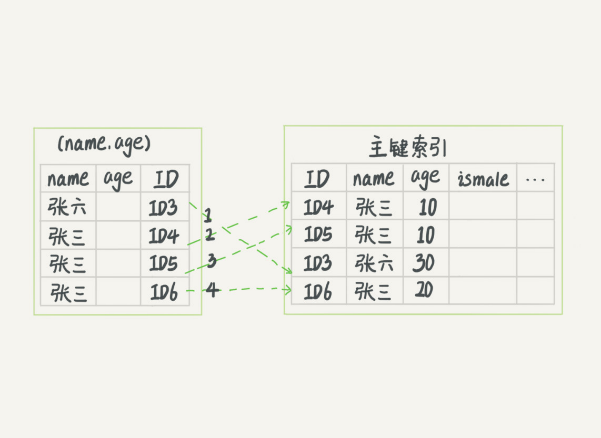 (name.age)
name age ID
张六 ID3
张三 ID4
张三 ID5
张三 ID6
1
2
3
4
主键索引
ID name age ismale ...
ID4 张三 10
ID5 张三 10
ID3 张六 30
ID6 张三 20